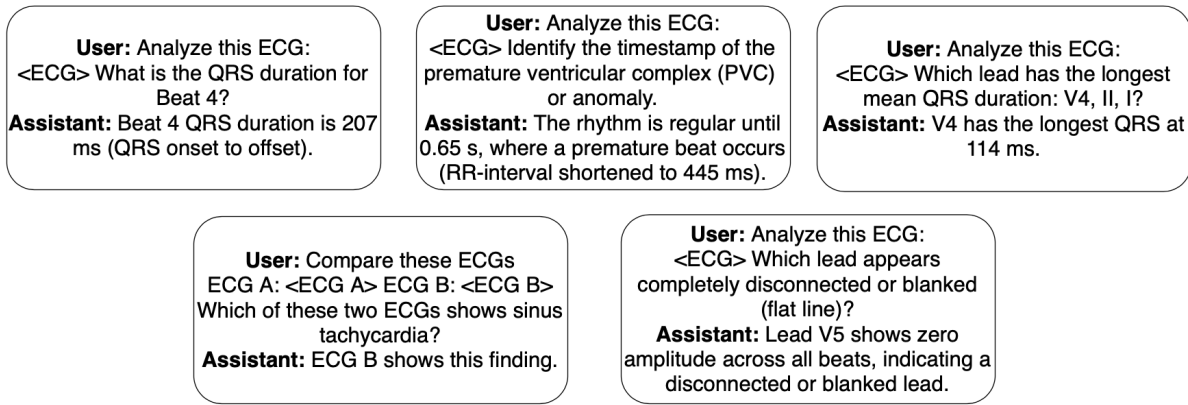 User: Analyze this ECG:
<ECG> What is the QRS duration for
Beat 4?
Assistant: Beat 4 QRS duration is 207
ms (QRS onset to offset).
User: Analyze this ECG:
<ECG> Identify the timestamp of the
premature ventricular complex (PVC)
or anomaly.
Assistant: The rhythm is regular until
0.65 s, where a premature beat occurs
(RR-interval shortened to 445 ms).
User: Analyze this ECG:
<ECG> Which lead has the longest
mean QRS duration: V4, II, I?
Assistant: V4 has the longest QRS at
114 ms.
User: Compare these ECGs
ECG A: <ECG A> ECG B: <ECG B>
Which of these two ECGs shows sinus
tachycardia?
Assistant: ECG B shows this finding.
User: Analyze this ECG:
<ECG> Which lead appears
completely disconnected or blanked
(flat line)?
Assistant: Lead V5 shows zero
amplitude across all beats, indicating a
disconnected or blanked lead.